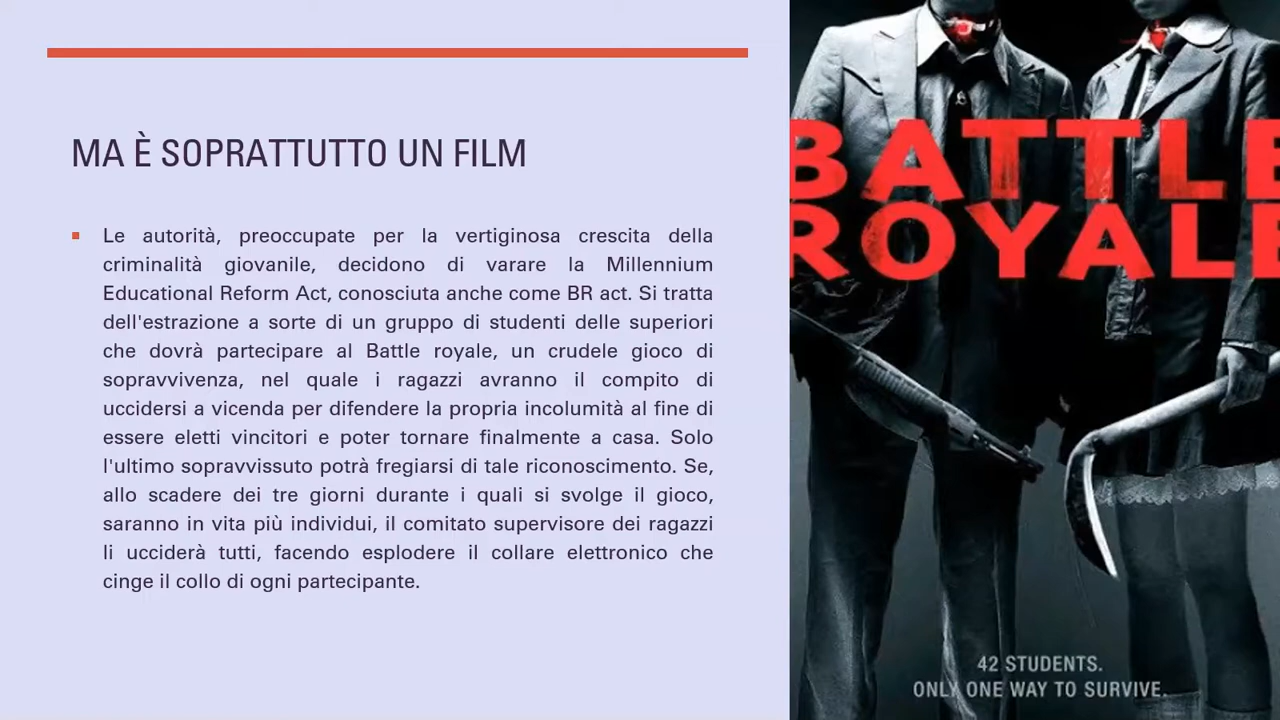 MA È SOPRATTUTTO UN FILM
Le autorità, preoccupate per la vertiginosa crescita della
criminalità giovanile, decidono di varare la Millennium
Educational Reform Act, conosciuta anche come BR act. Si tratta
dell'estrazione a sorte di un gruppo di studenti delle superiori
che dovrà partecipare al Battle royale, un crudele gioco di
sopravvivenza, nel quale i ragazzi avranno il compito di
uccidersi a vicenda per difendere la propria incolumità al fine di
essere eletti vincitori e poter tornare finalmente a casa. Solo
l'ultimo sopravvissuto potrà fregiarsi di tale riconoscimento. Se,
allo scadere dei tre giorni durante i quali si svolge il gioco,
saranno in vita più individui, il comitato supervisore dei ragazzi
li ucciderà tutti, facendo esplodere il collare elettronico che
cinge il collo di ogni partecipante.
BATTLE
ROYALE
42 STUDENTS.
ONLY ONE WAY TO SURVIVE.